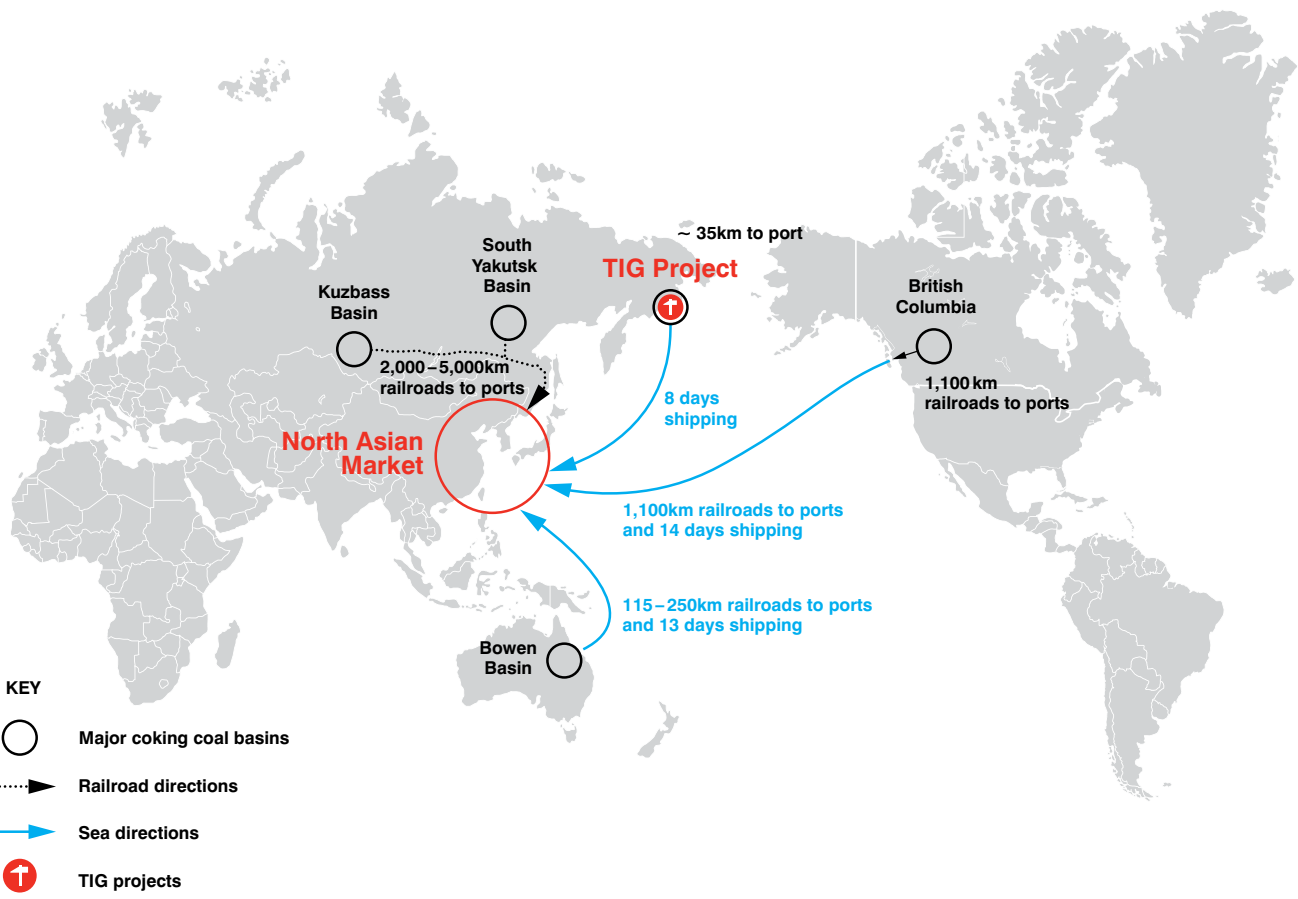 ~ 35km to port
TIG Project
South
Yakutsk
Basin
Kuzbass
Basin
British
Columbia
2,000–5,000km
railroads to ports
1,100 km
railroads to ports
8 days
shipping
North Asian
Market
1,100km railroads to ports
and 14 days shipping
115–250km railroads to ports
and 13 days shipping
Bowen
Basin
KEY
Major coking coal basins
Railroad directions
Sea directions
TIG projects